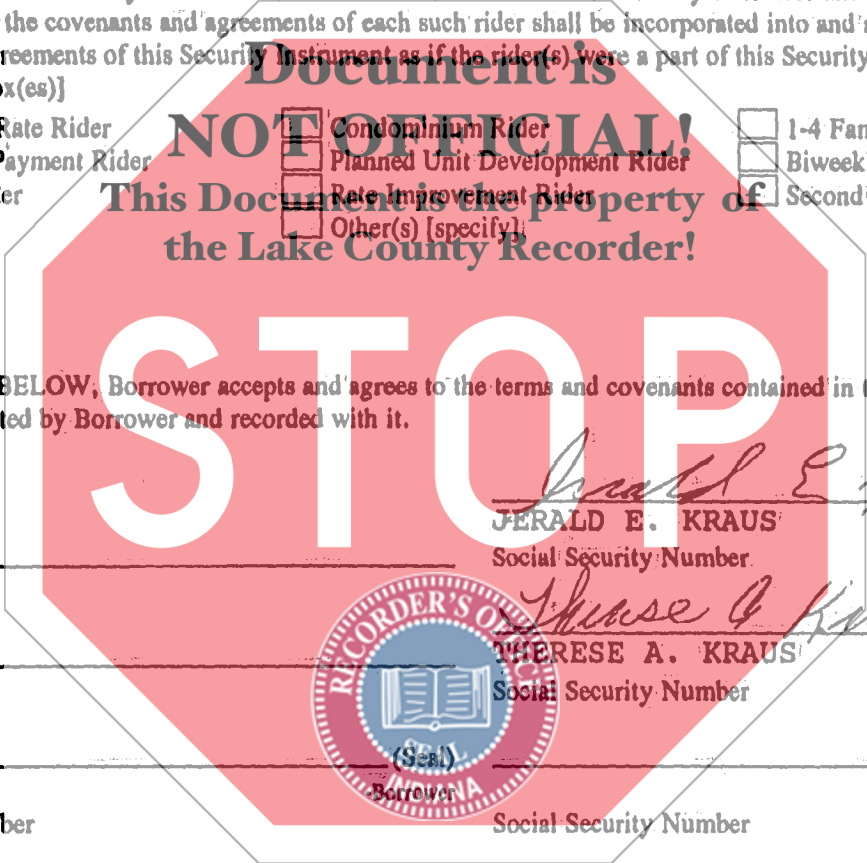 the covenants and agreements of each such rider shall be incorporated into and
reements of this Security Instrument as if the rider(s) were a part of this Security
x(es)]
Document is
NOT OFFICIAL!
This Document is the property of
the Lake County Recorder!
Rate Rider Condominium Rider 1-4 Fam
Payment Rider Planned Unit Development Rider Biweek
er Rate Improvement Rider Second
Other(s) [specify]
STOP
BELOW, Borrower accepts and agrees to the terms and covenants contained in t
ted by Borrower and recorded with it.
Jerald E
JERALD E. KRAUS
Social Security Number
Therese A Kra
THERESE A. KRAUS
Social Security Number
RECORDER'S OFFICE
SEAL
INDIANA
(Seal)
-Borrower
ber Social Security Number